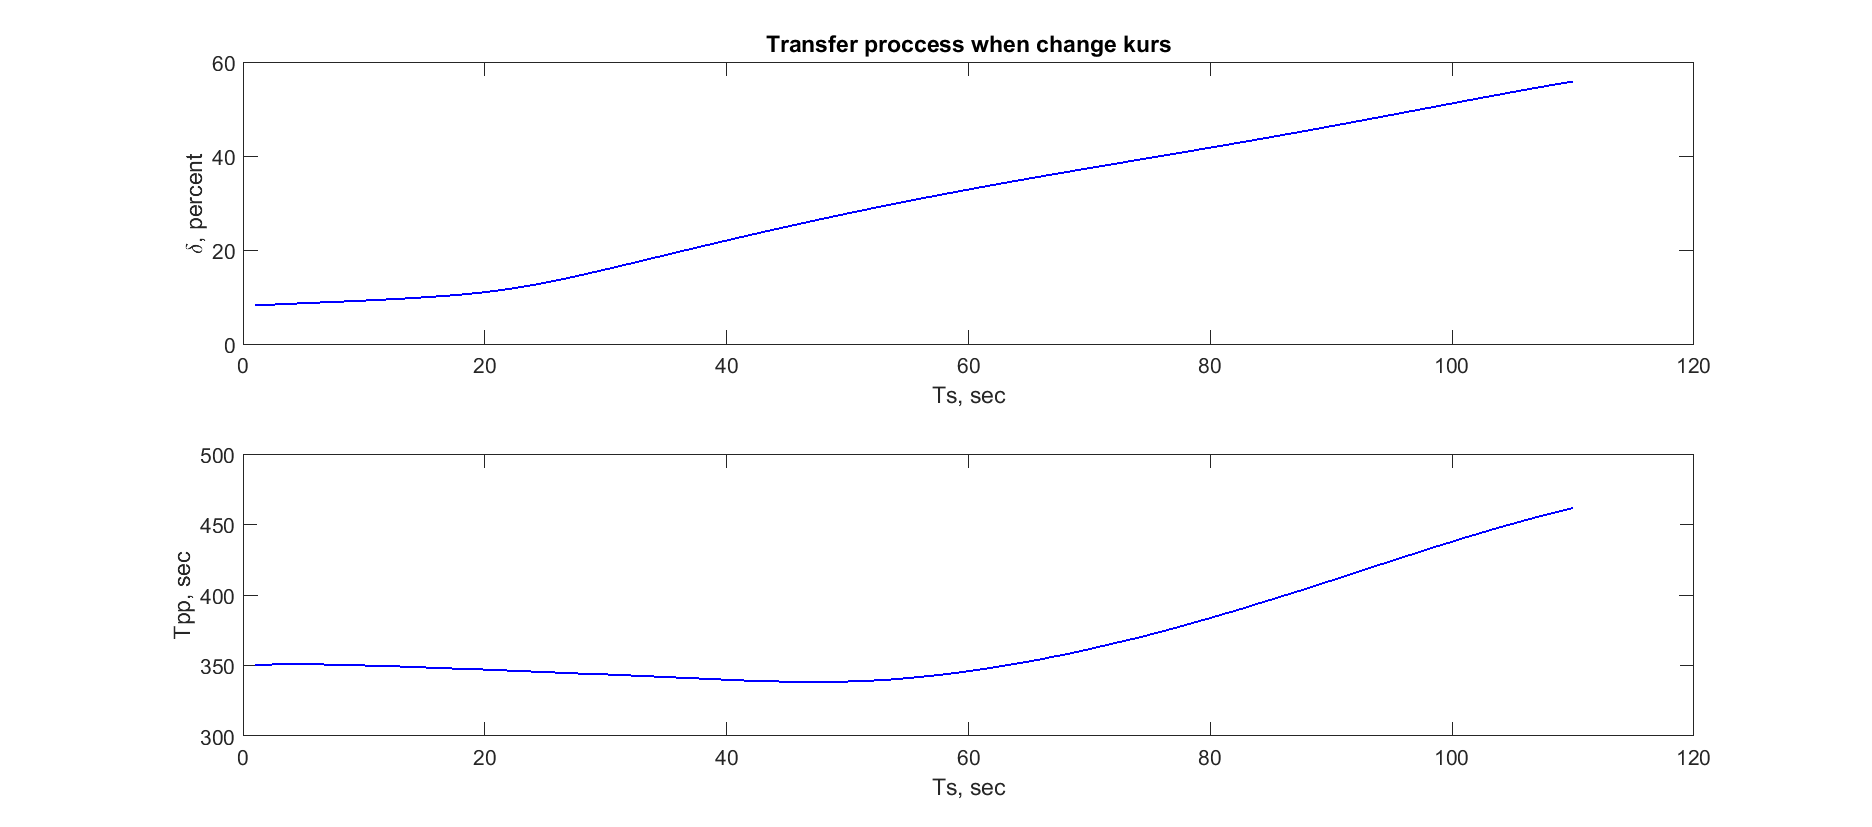 Transfer proccess when change kurs
60
40
20
0
δ, percent
0 20 40 60 80 100 120
Ts, sec
500
450
400
350
300
Tpp, sec
0 20 40 60 80 100 120
Ts, sec